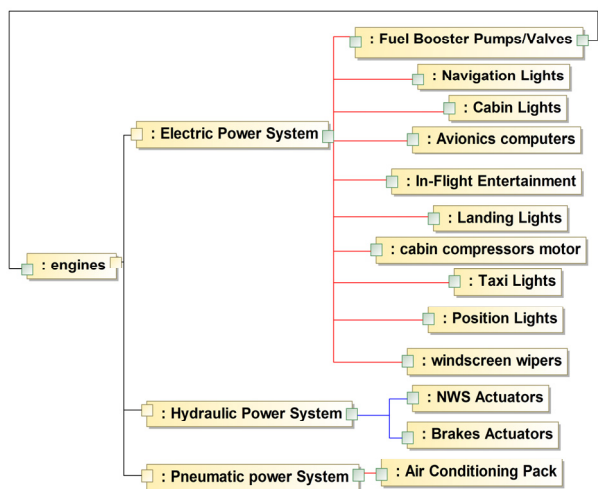 : Fuel Booster Pumps/Valves
: Navigation Lights
: Cabin Lights
: Electric Power System
: Avionics computers
: In-Flight Entertainment
: Landing Lights
: cabin compressors motor
: engines
: Taxi Lights
: Position Lights
: windscreen wipers
: NWS Actuators
: Hydraulic Power System
: Brakes Actuators
: Pneumatic power System
: Air Conditioning Pack